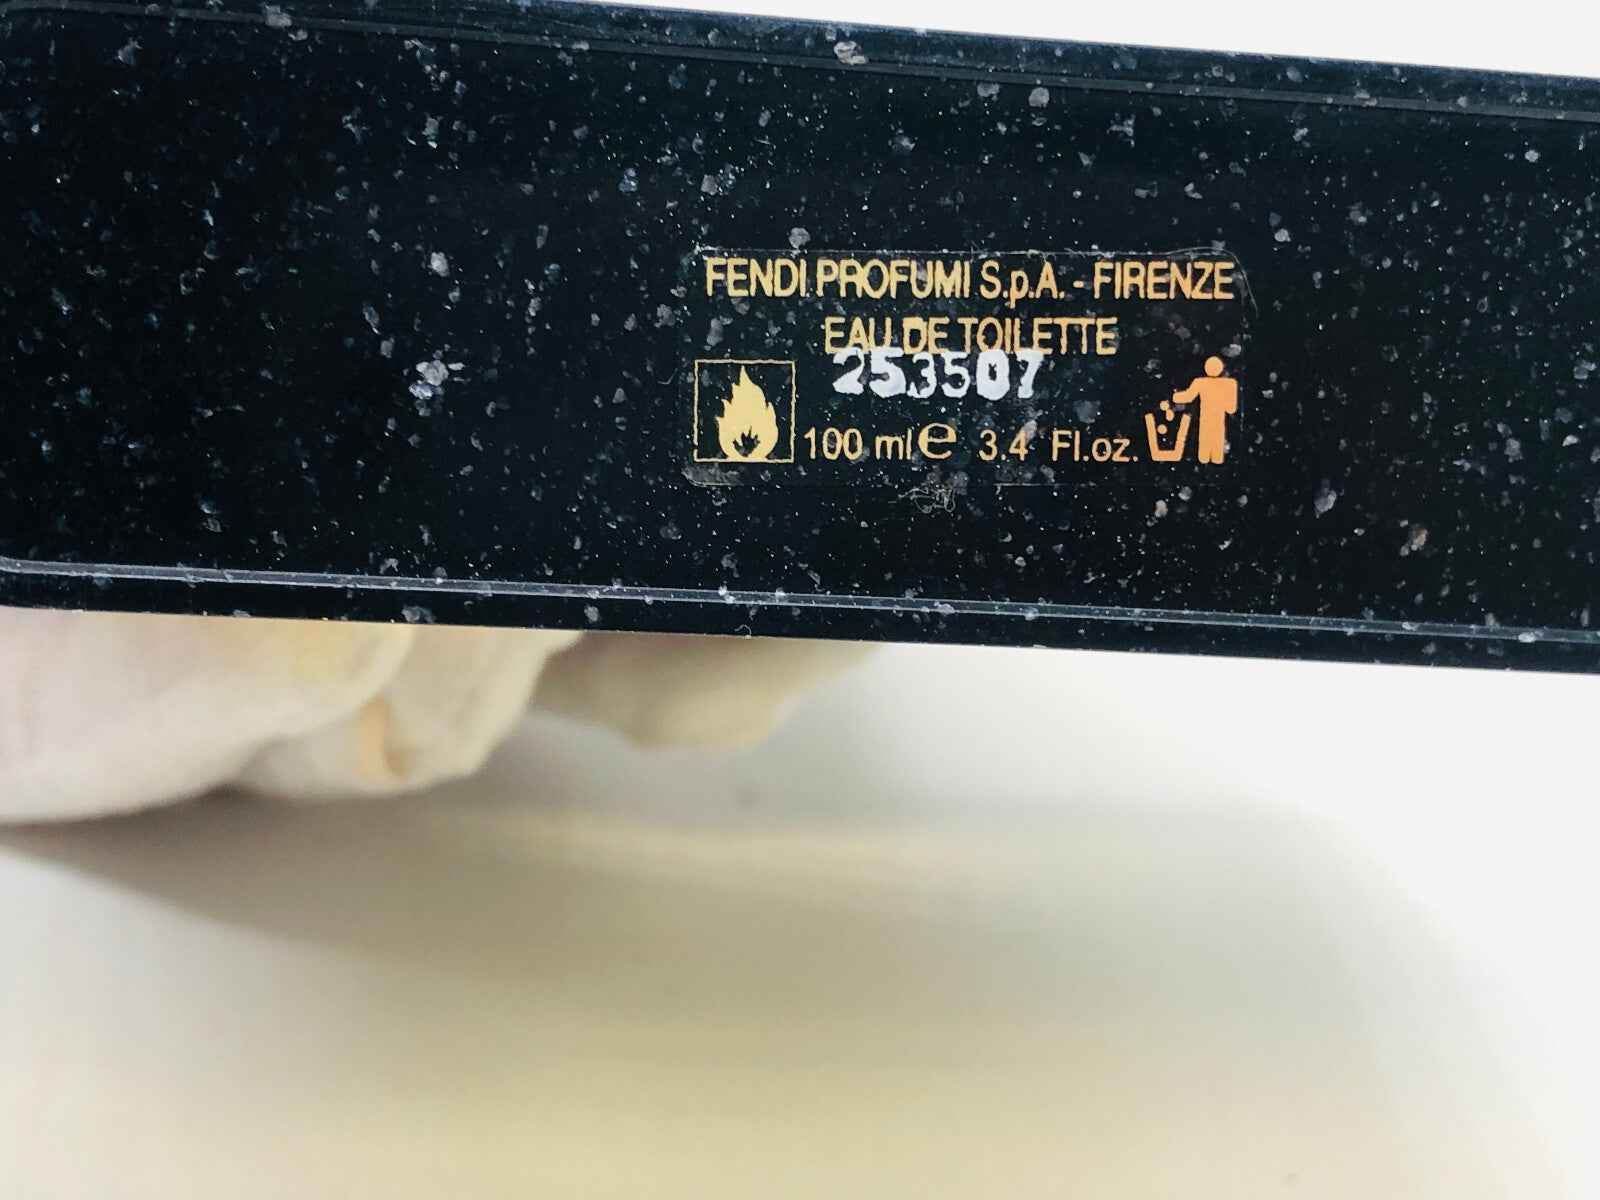 FENDI PROFUMI S.p.A. - FIRENZE
EAU DE TOILETTE
253507
100 ml e 3.4 Fl.oz.